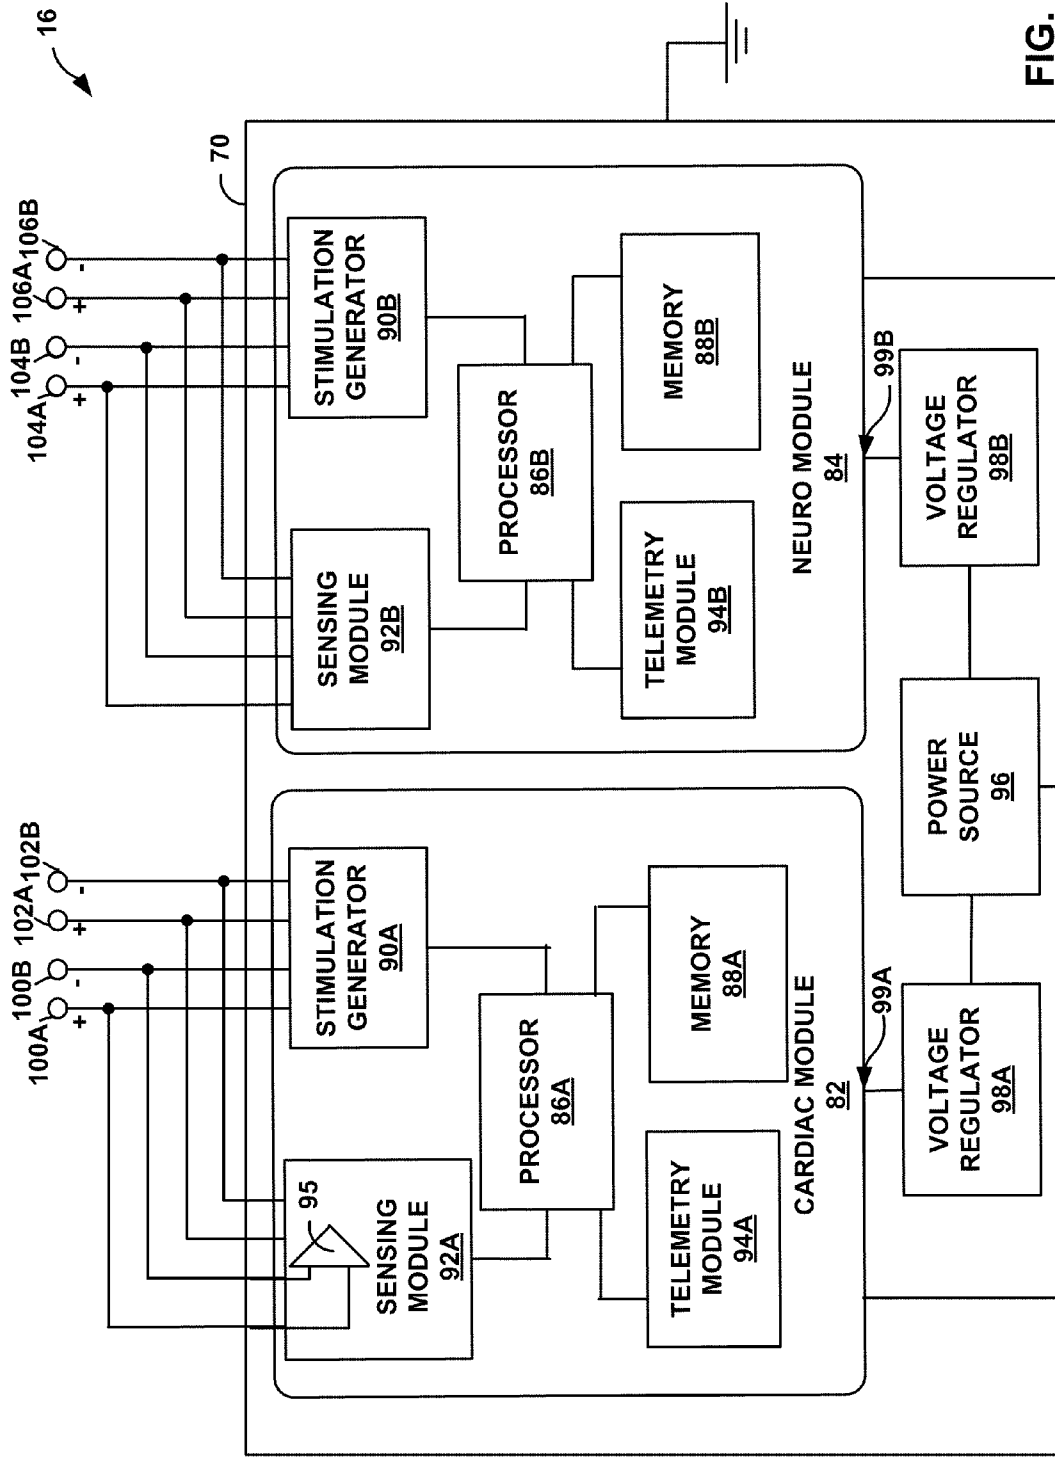 16
70
100A
+
100B
-
102A
+
102B
-
104A
+
104B
-
106A
+
106B
-
95
SENSING
MODULE
92A
STIMULATION
GENERATOR
90A
PROCESSOR
86A
TELEMETRY
MODULE
94A
MEMORY
88A
CARDIAC MODULE
82
SENSING
MODULE
92B
STIMULATION
GENERATOR
90B
PROCESSOR
86B
TELEMETRY
MODULE
94B
MEMORY
88B
NEURO MODULE
84
99A
99B
VOLTAGE
REGULATOR
98A
POWER
SOURCE
96
VOLTAGE
REGULATOR
98B
FIG.